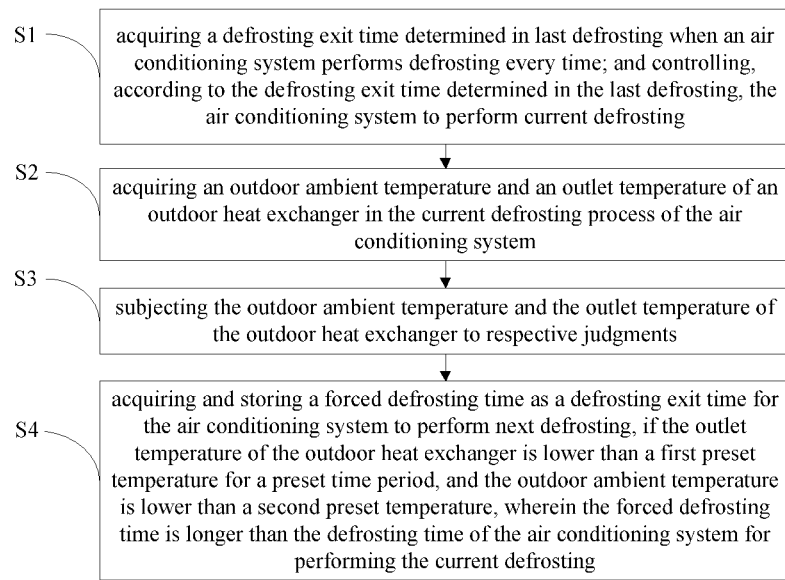 S1
acquiring a defrosting exit time determined in last defrosting when an air
conditioning system performs defrosting every time; and controlling,
according to the defrosting exit time determined in the last defrosting, the
air conditioning system to perform current defrosting
S2
acquiring an outdoor ambient temperature and an outlet temperature of an
outdoor heat exchanger in the current defrosting process of the air
conditioning system
S3
subjecting the outdoor ambient temperature and the outlet temperature of
the outdoor heat exchanger to respective judgments
S4
acquiring and storing a forced defrosting time as a defrosting exit time for
the air conditioning system to perform next defrosting, if the outlet
temperature of the outdoor heat exchanger is lower than a first preset
temperature for a preset time period, and the outdoor ambient temperature
is lower than a second preset temperature, wherein the forced defrosting
time is longer than the defrosting time of the air conditioning system for
performing the current defrosting